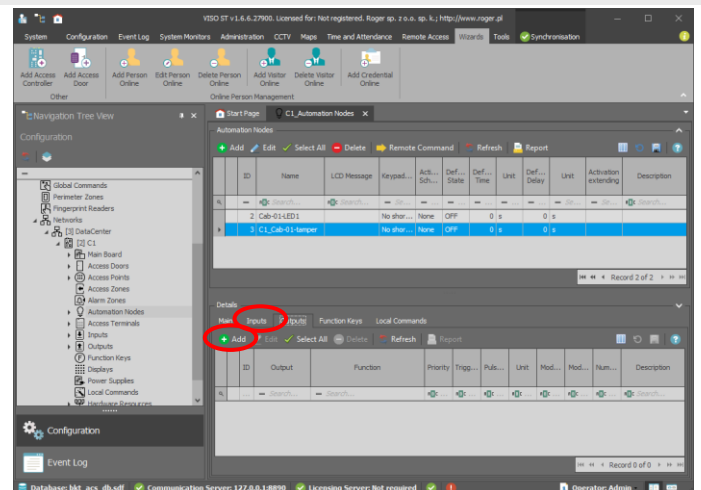 VISO ST v1.6.6.27900. Licensed for: Not registered. Roger sp. z o.o. sp. k.; http://www.roger.pl
System Configuration Event Log System Monitors Administration CCTV Maps Time and Attendance Remote Access Wizards Tools Synchronisation
Add Access Controller
Add Access Door
Add Person Online
Edit Person Online
Delete Person Online
Add Visitor Online
Delete Visitor Online
Add Credential Online
Other Online Person Management
Navigation Tree View
Start Page C1_Automation Nodes
Configuration
Automation Nodes
Add Edit Select All Delete Remote Command Refresh Report
ID Name LCD Message Keypad... Acti... Sch... Def... State Def... Time Unit Def... Delay Unit Activation extending Description
Search... Search... Search...
2 Cab-01-LED1 No shor... None OFF 0 s 0 s
3 C1_Cab-01-tamper No shor... None OFF 0 s 0 s
Record 2 of 2
Global Commands
Perimeter Zones
Fingerprint Readers
Networks
[3] DataCenter
[2] C1
Main Board
Access Doors
Access Points
Access Zones
Alarm Zones
Automation Nodes
Access Terminals
Inputs
Outputs
Function Keys
Displays
Power Supplies
Local Commands
Hardware Resources
Configuration
Event Log
Details
Main Inputs Outputs Function Keys Local Commands
Add Edit Select All Delete Refresh Report
ID Output Function Priority Trigg... Puls... Unit Mod... Mod... Num... Description
Search... Search... Search...
Record 0 of 0
Database: bkt_acs_db.sdf Communication Server: 127.0.0.1:8890 Licensing Server: Not required Operator: Admin